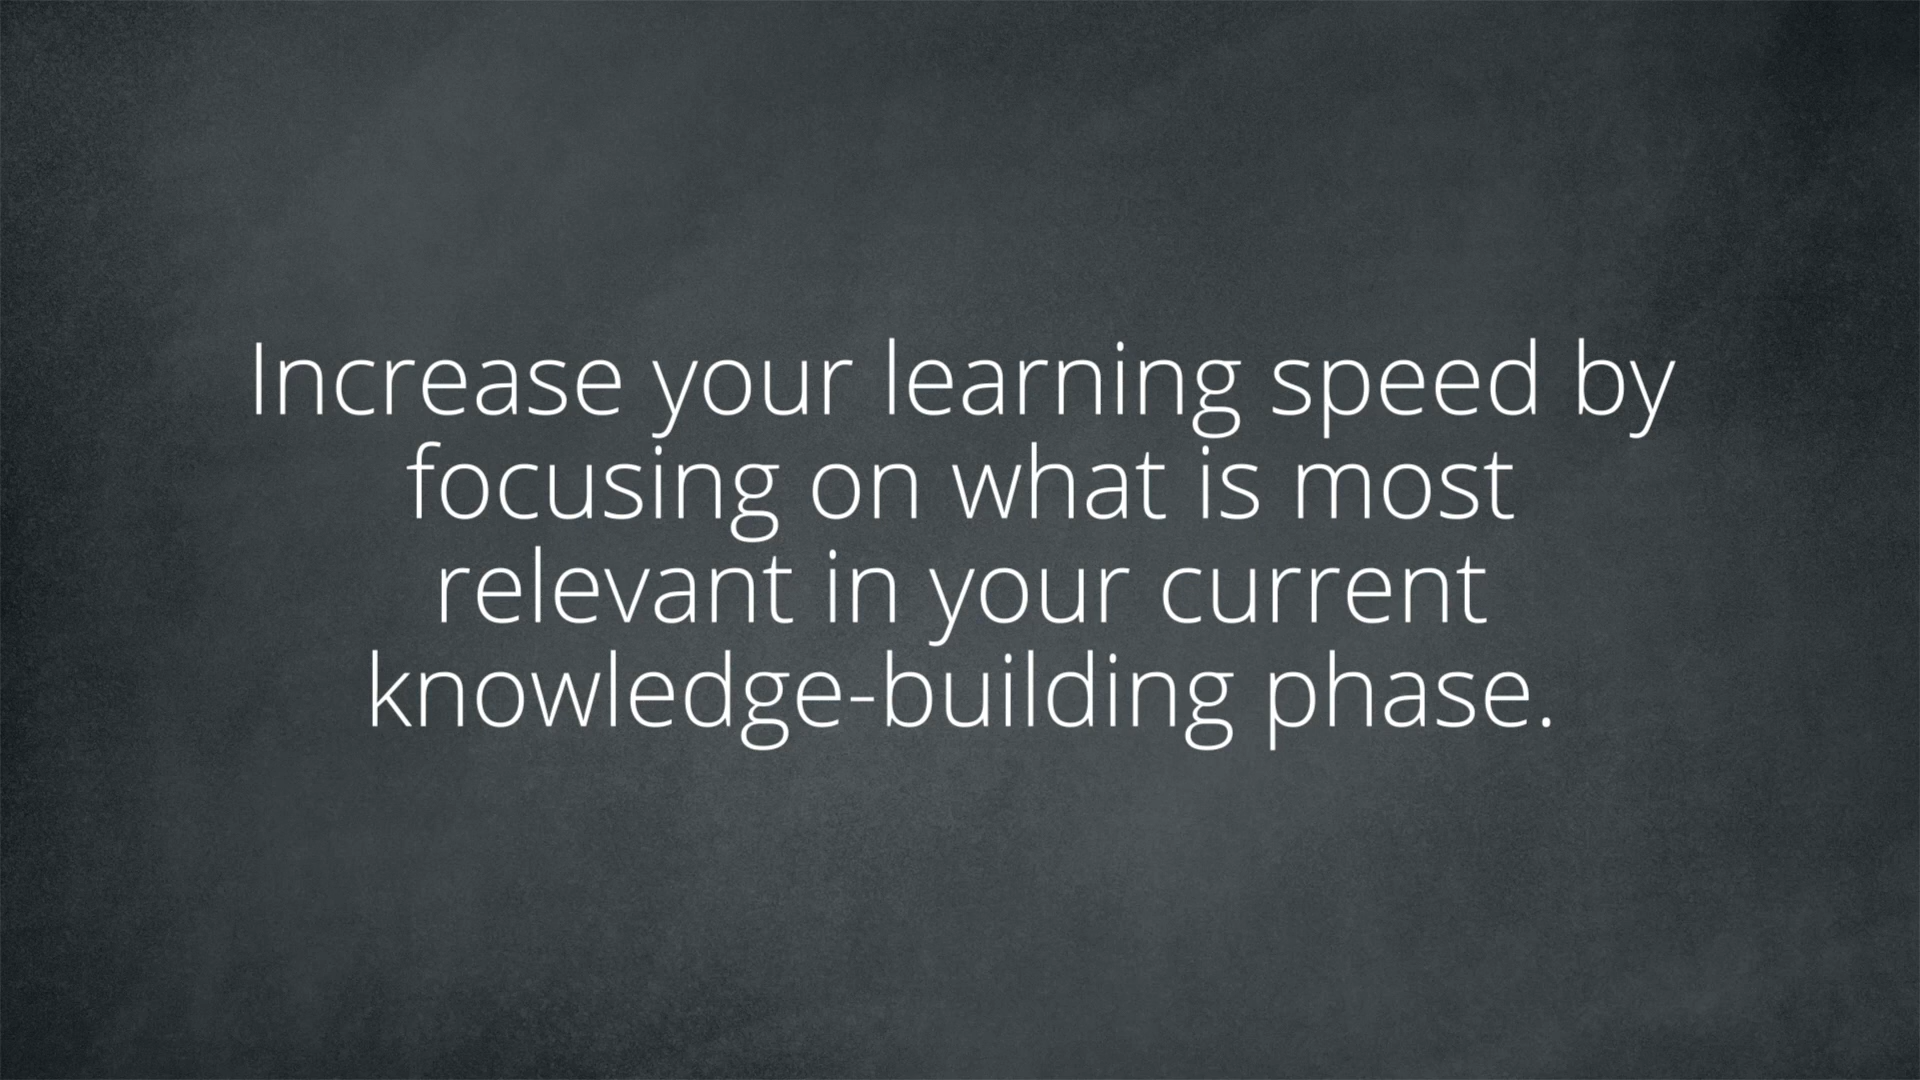 Increase your learning speed by
focusing on what is most
relevant in your current
knowledge-building phase.